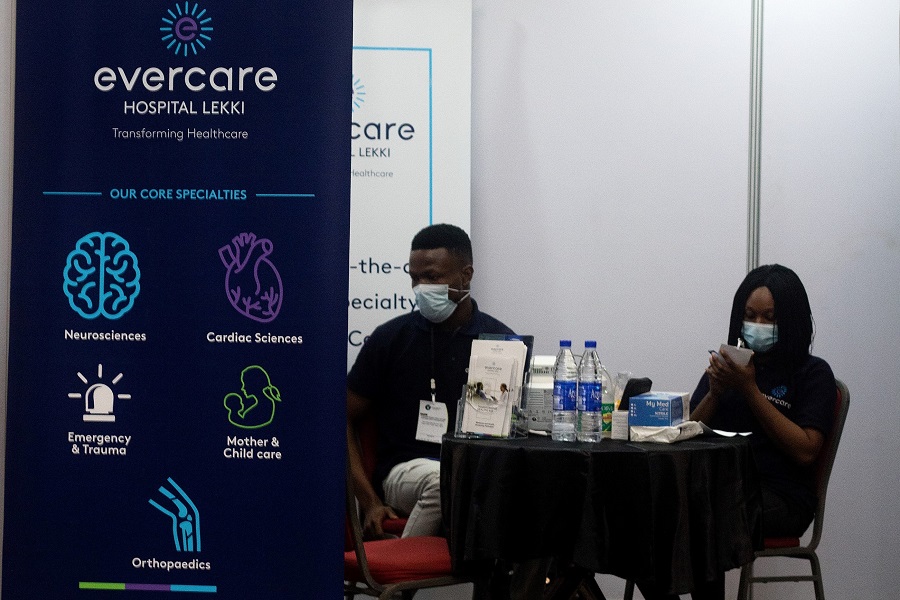 evercare
HOSPITAL LEKKI
Transforming Healthcare
OUR CORE SPECIALTIES
Neurosciences
Cardiac Sciences
Emergency
& Trauma
Mother &
Child care
Orthopaedics
care
L LEKKI
Healthcare
-the-c
pecialty
C
evercare
My Med
evercare